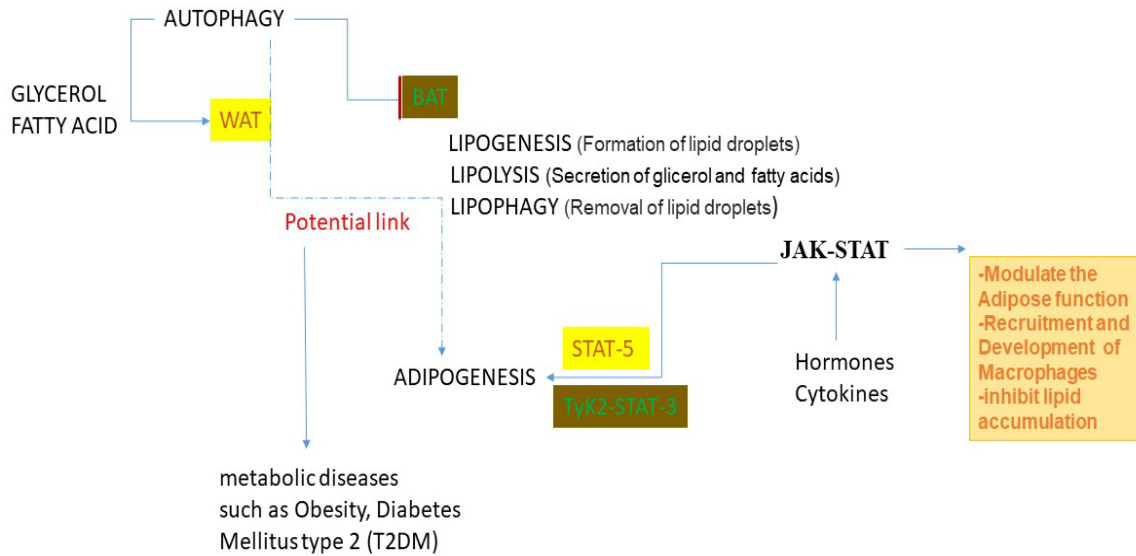 AUTOPHAGY
GLYCEROL
FATTY ACID
WAT
BAT
LIPOGENESIS (Formation of lipid droplets)
LIPOLYSIS (Secretion of glicerol and fatty acids)
LIPOPHAGY (Removal of lipid droplets)
Potential link
JAK-STAT
-Modulate the
Adipose function
-Recruitment and
Development of
Macrophages
-inhibit lipid
accumulation
STAT-5
ADIPOGENESIS
TyK2-STAT-3
Hormones
Cytokines
metabolic diseases
such as Obesity, Diabetes
Mellitus type 2 (T2DM)